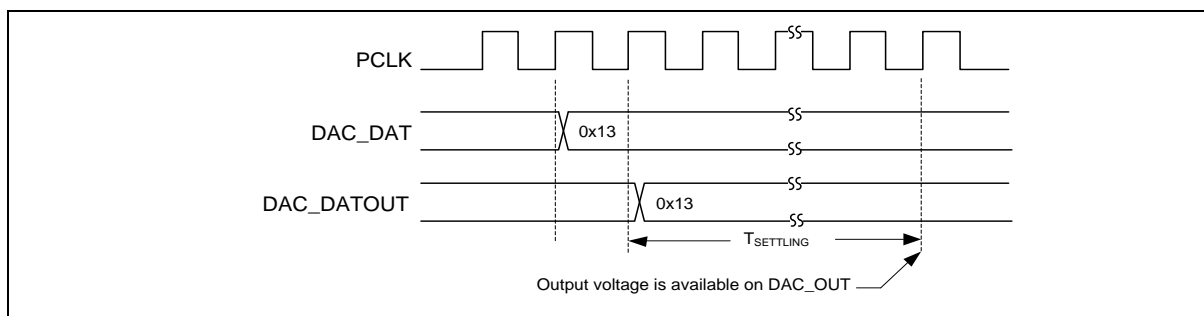 PCLK
DAC_DAT
0x13
DAC_DATOUT
0x13
TSETTLING
Output voltage is available on DAC_OUT